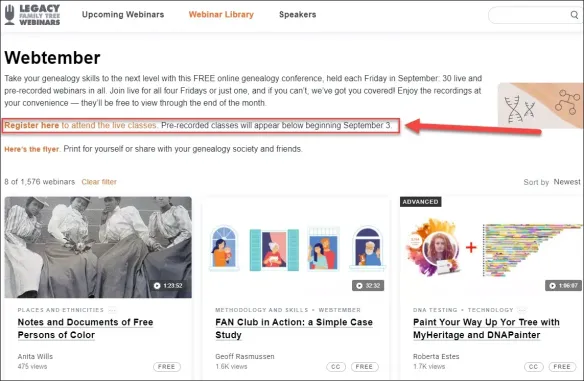 LEGACY
FAMILY TREE
WEBINARS
Upcoming Webinars
Webinar Library
Speakers
Webtember
Take your genealogy skills to the next level with this FREE online genealogy conference, held each Friday in September: 30 live and
pre-recorded webinars in all. Join live for all four Fridays or just one, and if you can't, we've got you covered! Enjoy the recordings at
your convenience — they'll be free to view through the end of the month.
Register here to attend the live classes. Pre-recorded classes will appear below beginning September 3.
Here's the flyer. Print for yourself or share with your genealogy society and friends.
8 of 1,576 webinars Clear filter
Sort by Newest
1:23:52
PLACES AND ETHNICITIES
Notes and Documents of Free
Persons of Color
Anita Wills
475 views FREE
32:32
METHODOLOGY AND SKILLS • WEBTEMBER
FAN Club in Action: a Simple Case
Study
Geoff Rasmussen
1.6K views CC FREE
ADVANCED
1:06:07
DNA TESTING • TECHNOLOGY
Paint Your Way Up Yor Tree with
MyHeritage and DNAPainter
Roberta Estes
1.7K views CC FREE